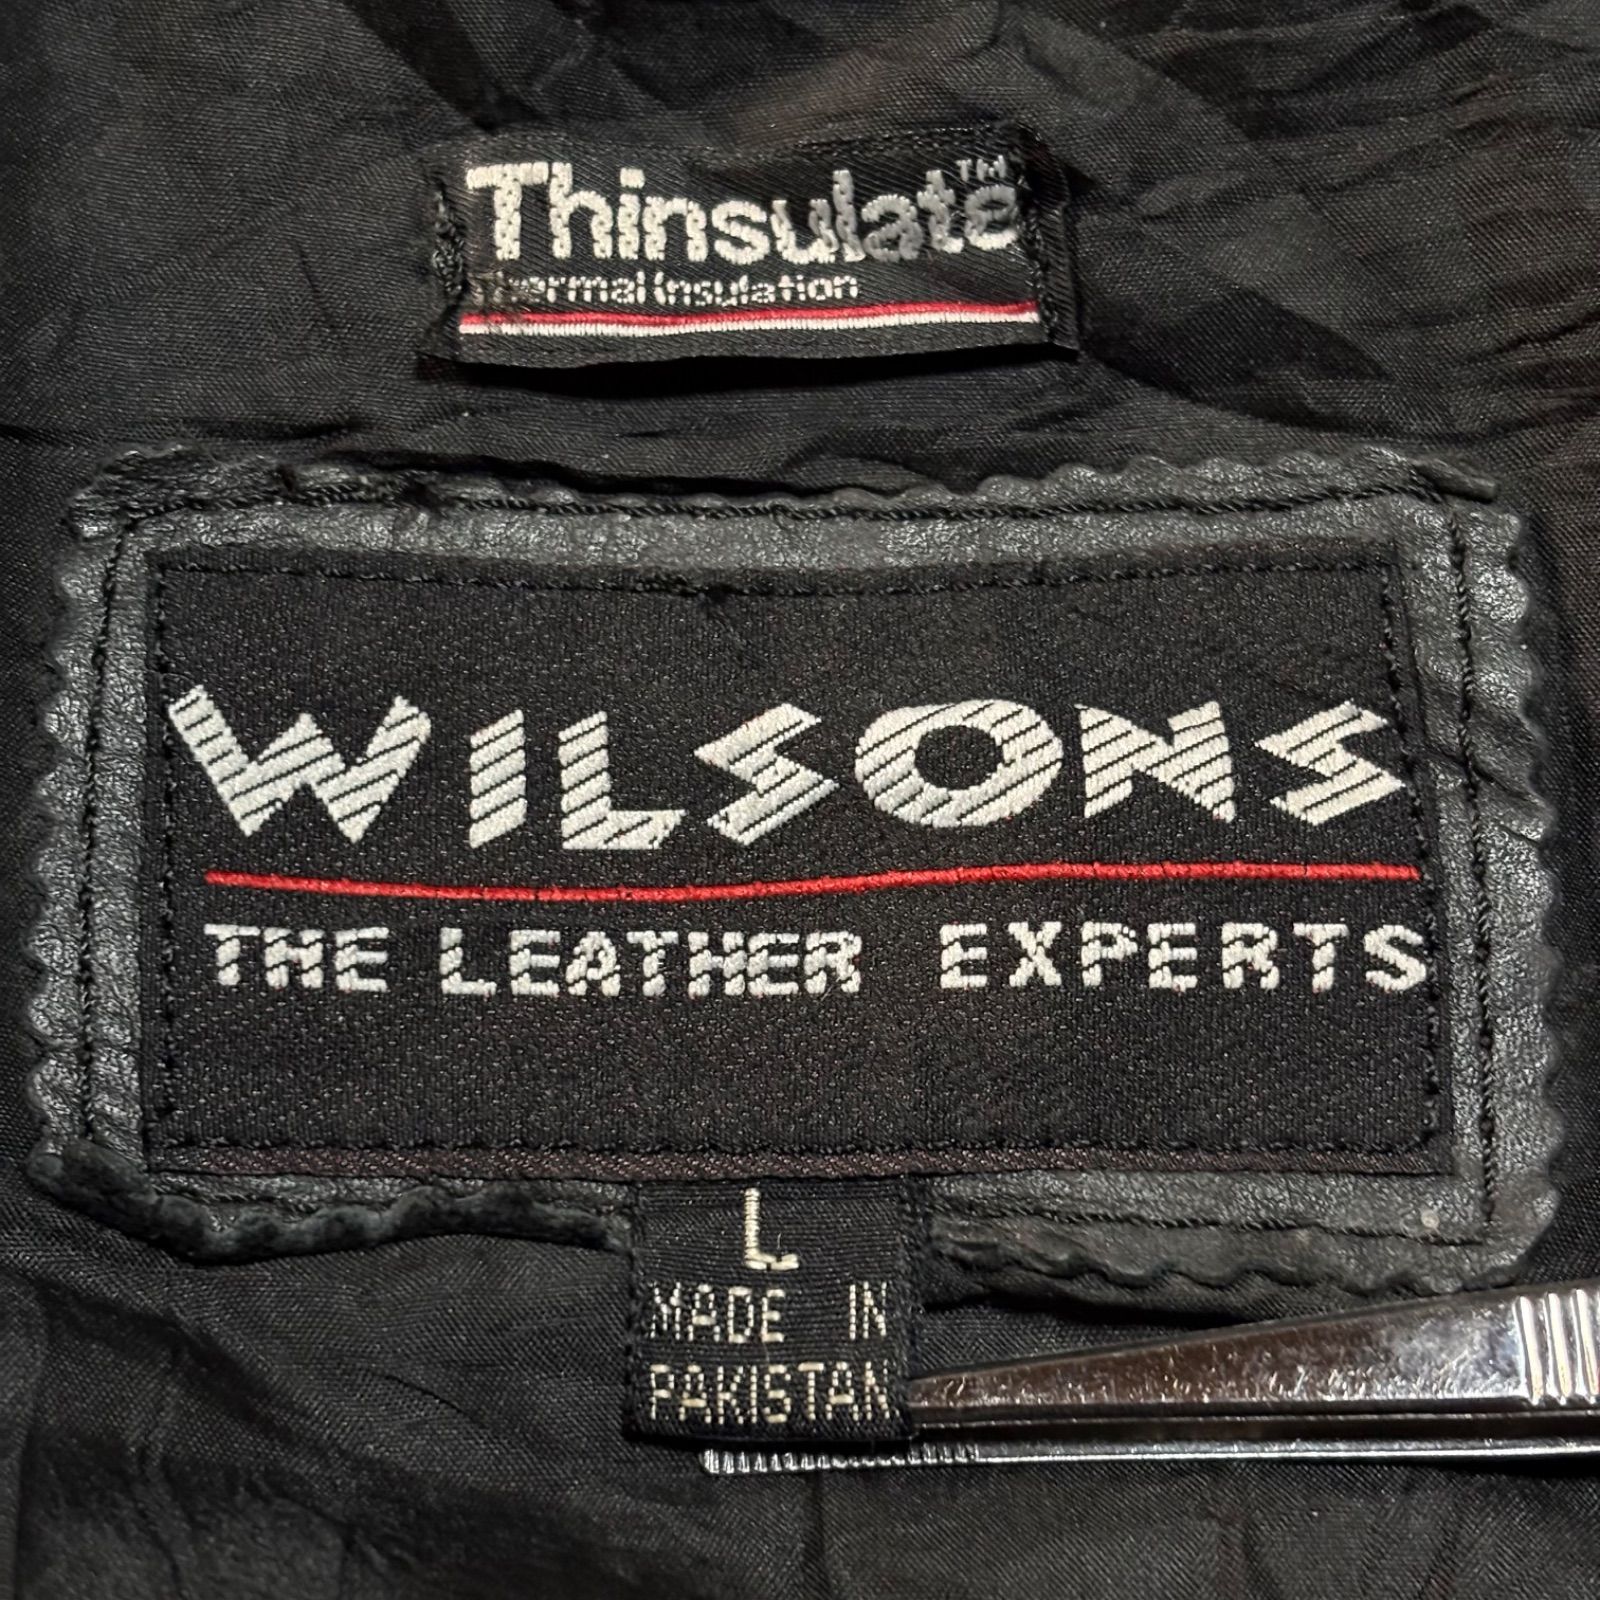 Thinsulate™
Thermal Insulation
WILSONS
THE LEATHER EXPERTS
L
MADE IN
PAKISTAN